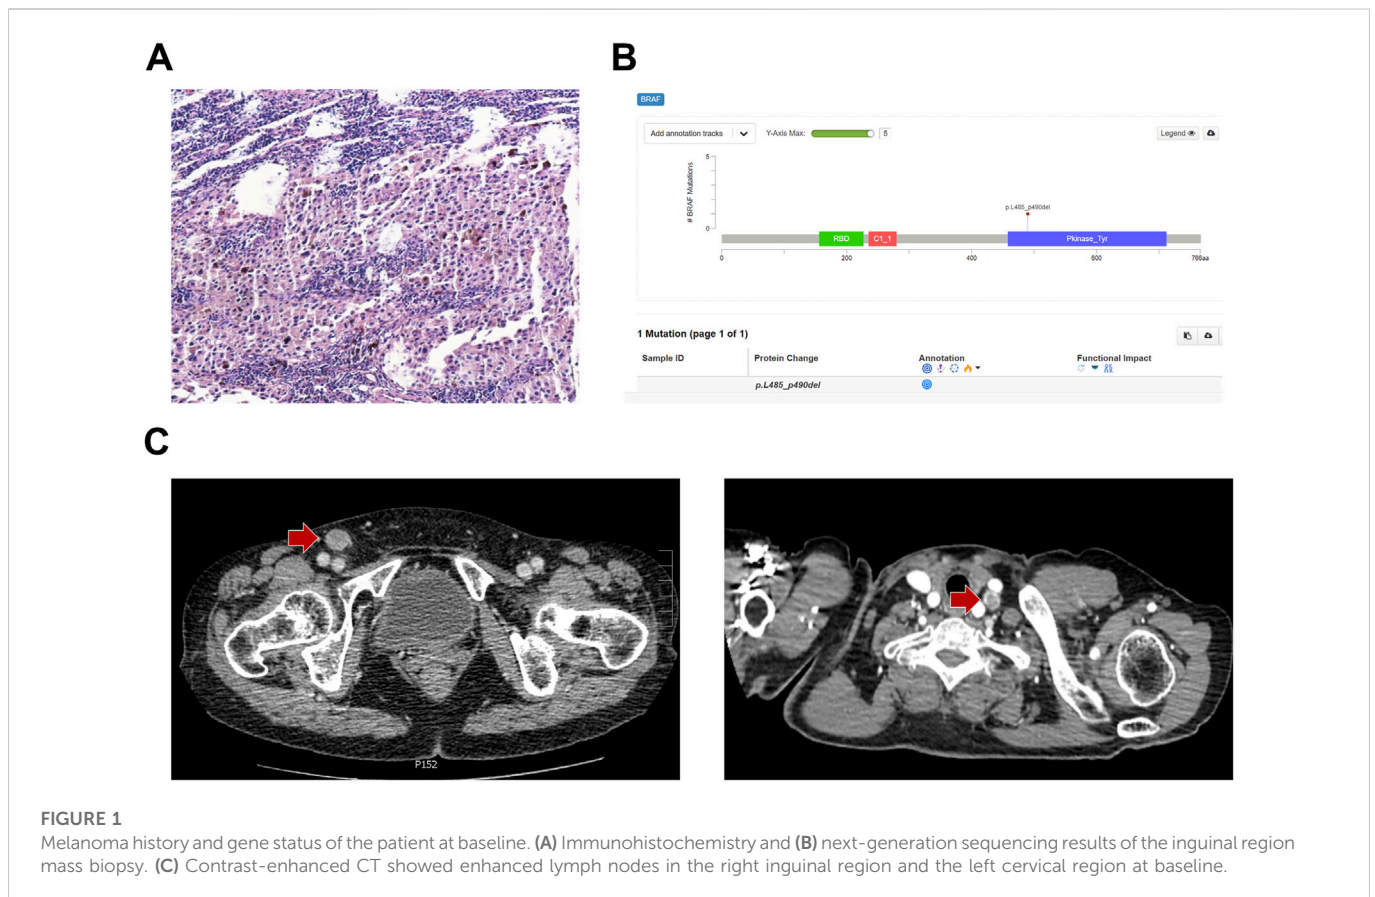 A
B
BRAF
Add annotation tracks
Y-Axis Max:
5
Legend
# BRAF Mutations
5
0
p.L485_p490del
RBD
C1_1
Pkinase_Tyr
0
200
400
600
766aa
1 Mutation (page 1 of 1)
Sample ID
Protein Change
Annotation
Functional Impact
p.L485_p490del
C
P152
FIGURE 1
Melanoma history and gene status of the patient at baseline. (A) Immunohistochemistry and (B) next-generation sequencing results of the inguinal region
mass biopsy. (C) Contrast-enhanced CT showed enhanced lymph nodes in the right inguinal region and the left cervical region at baseline.